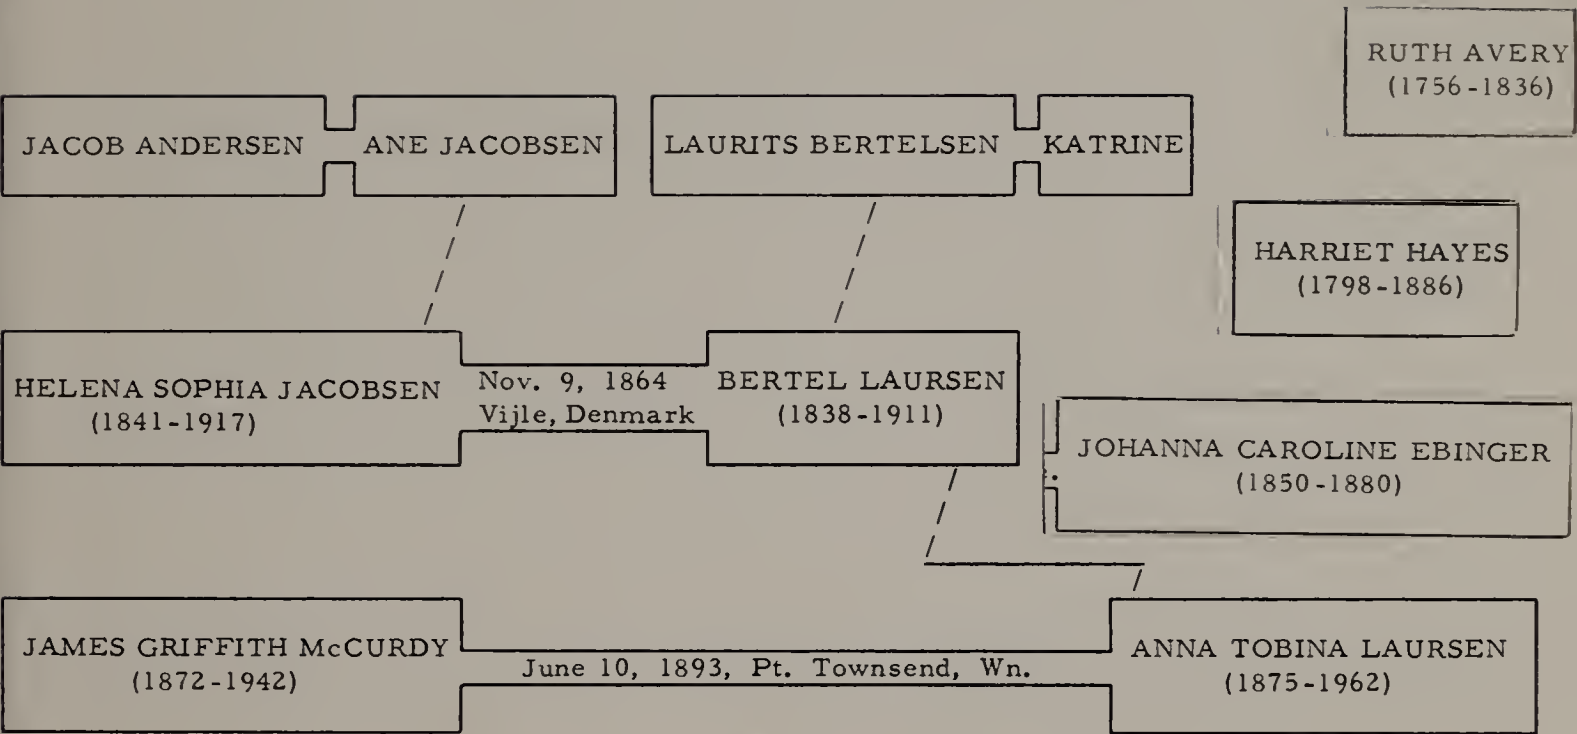 RUTH AVERY
(1756-1836)
JACOB ANDERSEN
ANE JACOBSEN
LAURITS BERTELSEN
KATRINE
HARRIET HAYES
(1798-1886)
HELENA SOPHIA JACOBSEN
(1841-1917)
Nov. 9, 1864
Vijle, Denmark
BERTEL LAURSEN
(1838-1911)
JOHANNA CAROLINE EBINGER
(1850-1880)
JAMES GRIFFITH McCURDY
(1872-1942)
June 10, 1893, Pt. Townsend, Wn.
ANNA TOBINA LAURSEN
(1875-1962)